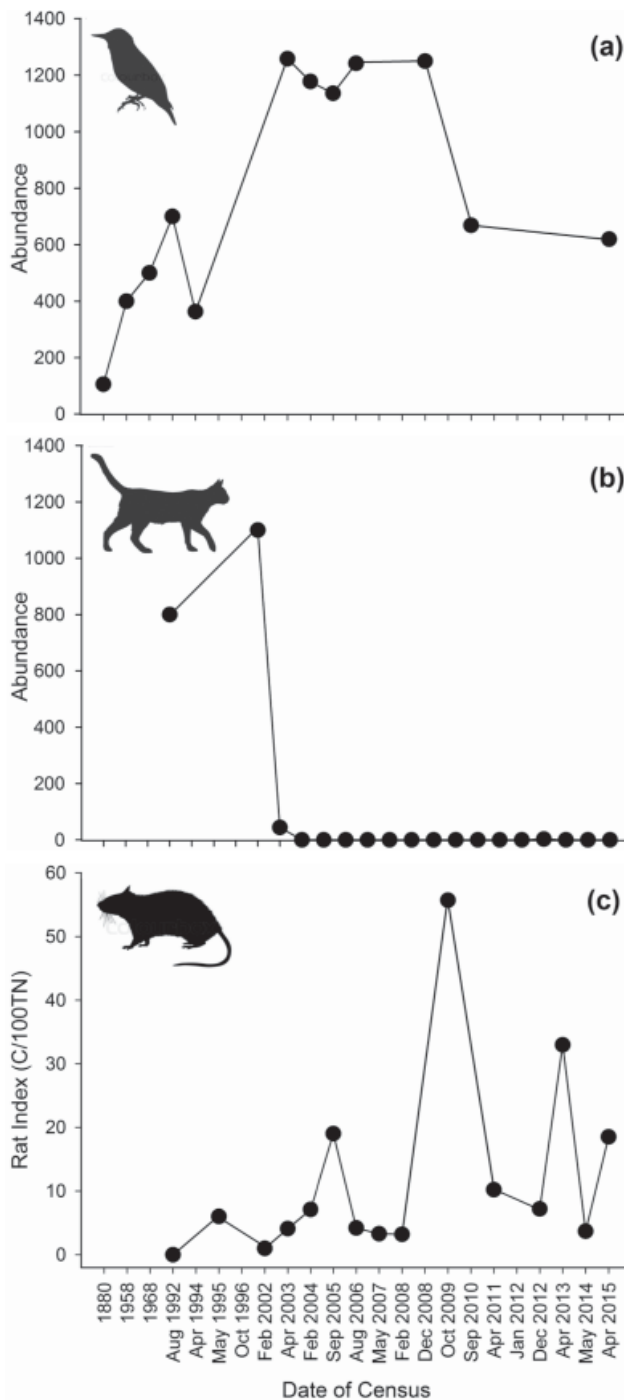 (a)
1400
1200
1000
800
600
400
200
0
Abundance
(b)
1400
1200
1000
800
600
400
200
0
Abundance
(c)
60
50
40
30
20
10
0
Rat Index (C/100TN)
1880
1958
1968
Aug 1992
Apr 1994
May 1995
Oct 1996
Feb 2002
Apr 2003
Feb 2004
Sep 2005
Aug 2006
May 2007
Feb 2008
Dec 2008
Oct 2009
Sep 2010
Apr 2011
Jan 2012
Dec 2012
Apr 2013
May 2014
Apr 2015
Date of Census